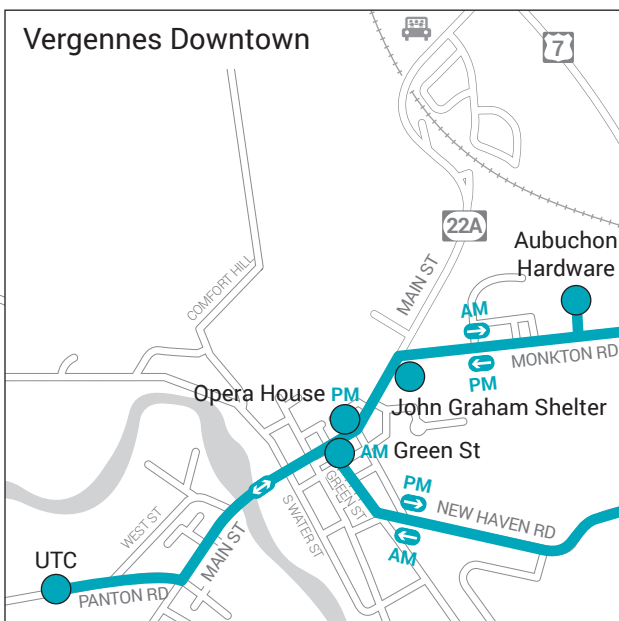 Vergennes Downtown
7
22A
Aubuchon
Hardware
COMFORT HILL
MAIN ST
AM
MONKTON RD
PM
Opera House
PM
John Graham Shelter
AM
Green St
GREEN ST
PM
NEW HAVEN RD
AM
S WATER ST
WEST ST
MAIN ST
UTC
PANTON RD